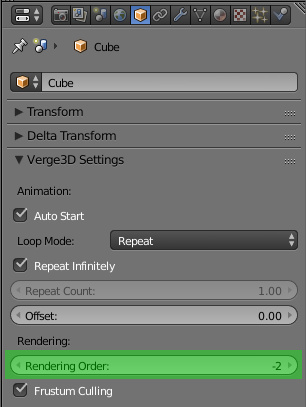 Cube
Cube
Transform
Delta Transform
Verge3D Settings
Animation:
Auto Start
Loop Mode: Repeat
Repeat Infinitely
Repeat Count: 1.00
Offset: 0.00
Rendering:
Rendering Order: -2
Frustum Culling